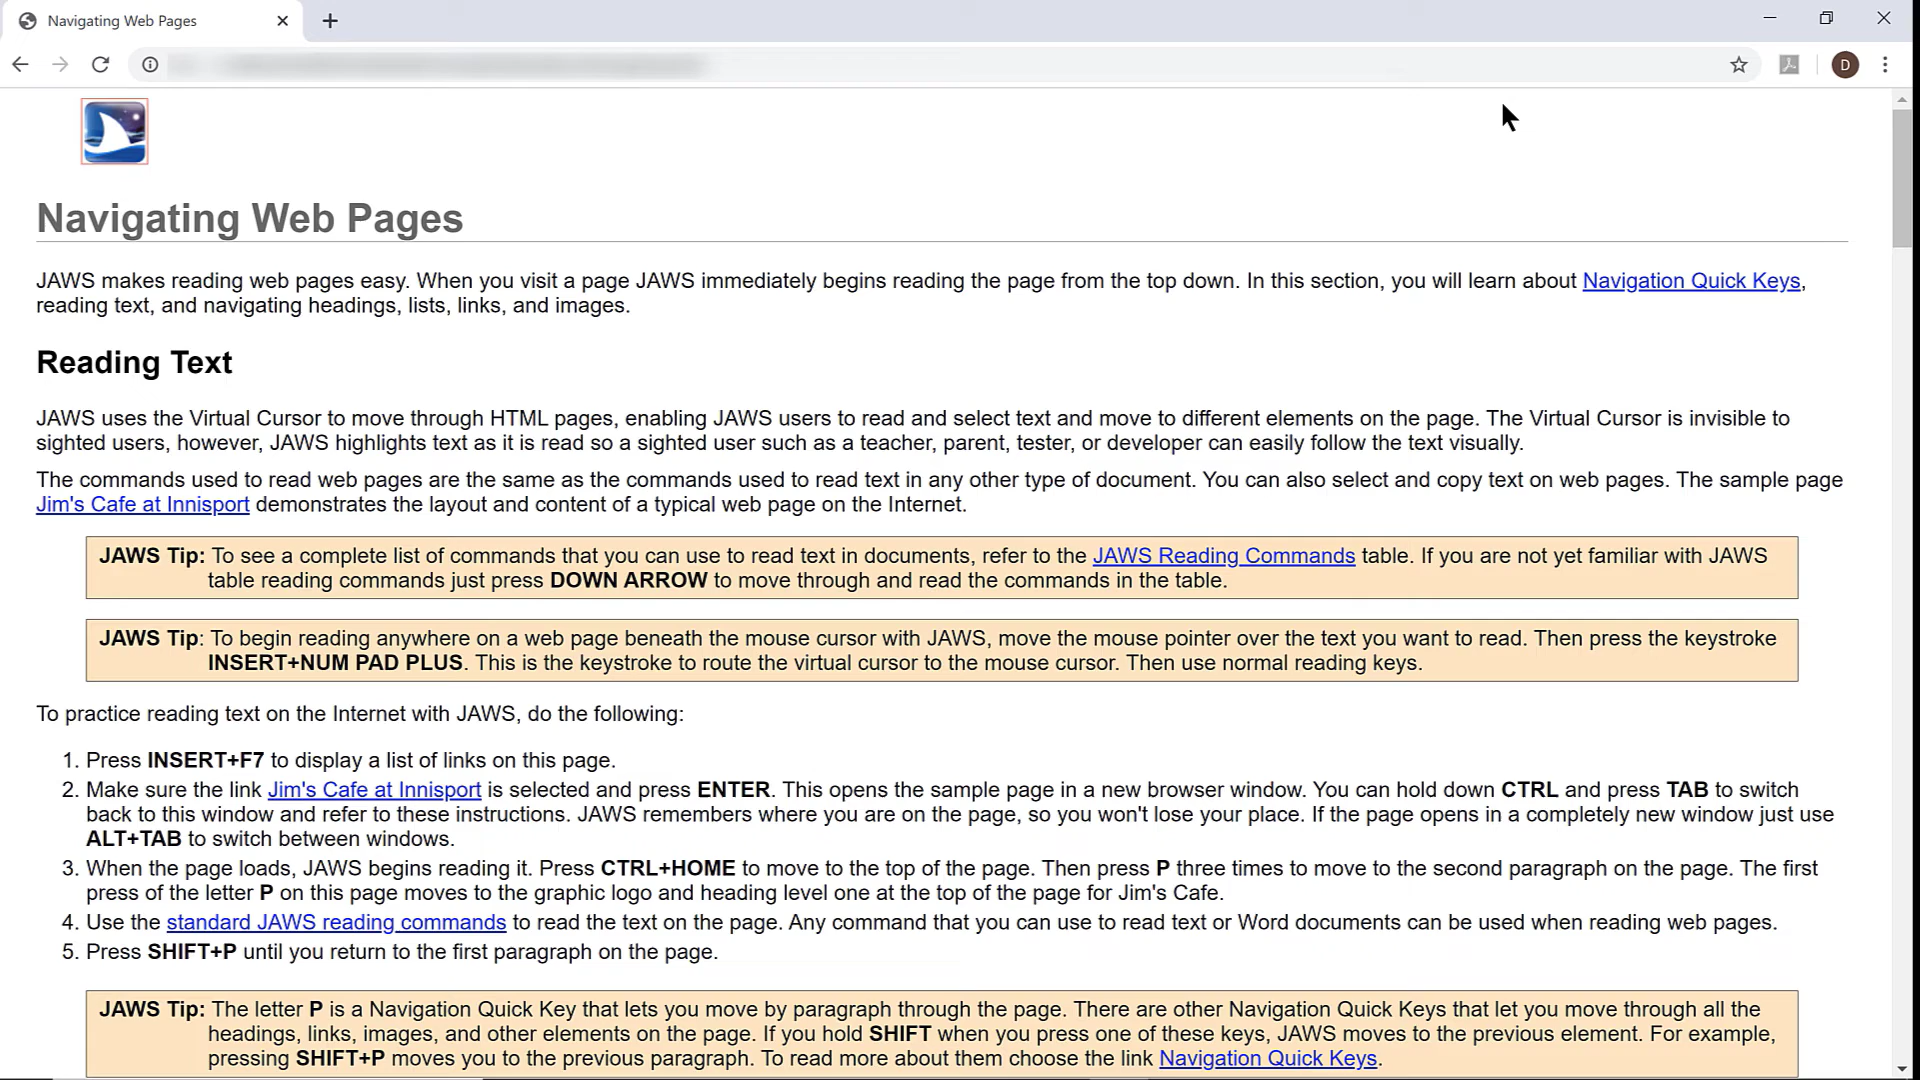 Navigating Web Pages
D
Navigating Web Pages
JAWS makes reading web pages easy. When you visit a page JAWS immediately begins reading the page from the top down. In this section, you will learn about Navigation Quick Keys,
reading text, and navigating headings, lists, links, and images.
Reading Text
JAWS uses the Virtual Cursor to move through HTML pages, enabling JAWS users to read and select text and move to different elements on the page. The Virtual Cursor is invisible to
sighted users, however, JAWS highlights text as it is read so a sighted user such as a teacher, parent, tester, or developer can easily follow the text visually.
The commands used to read web pages are the same as the commands used to read text in any other type of document. You can also select and copy text on web pages. The sample page
Jim's Cafe at Innisport demonstrates the layout and content of a typical web page on the Internet.
JAWS Tip: To see a complete list of commands that you can use to read text in documents, refer to the JAWS Reading Commands table. If you are not yet familiar with JAWS
table reading commands just press DOWN ARROW to move through and read the commands in the table.
JAWS Tip: To begin reading anywhere on a web page beneath the mouse cursor with JAWS, move the mouse pointer over the text you want to read. Then press the keystroke
INSERT+NUM PAD PLUS. This is the keystroke to route the virtual cursor to the mouse cursor. Then use normal reading keys.
To practice reading text on the Internet with JAWS, do the following:
1. Press INSERT+F7 to display a list of links on this page.
2. Make sure the link Jim's Cafe at Innisport is selected and press ENTER. This opens the sample page in a new browser window. You can hold down CTRL and press TAB to switch
back to this window and refer to these instructions. JAWS remembers where you are on the page, so you won't lose your place. If the page opens in a completely new window just use
ALT+TAB to switch between windows.
3. When the page loads, JAWS begins reading it. Press CTRL+HOME to move to the top of the page. Then press P three times to move to the second paragraph on the page. The first
press of the letter P on this page moves to the graphic logo and heading level one at the top of the page for Jim's Cafe.
4. Use the standard JAWS reading commands to read the text on the page. Any command that you can use to read text or Word documents can be used when reading web pages.
5. Press SHIFT+P until you return to the first paragraph on the page.
JAWS Tip: The letter P is a Navigation Quick Key that lets you move by paragraph through the page. There are other Navigation Quick Keys that let you move through all the
headings, links, images, and other elements on the page. If you hold SHIFT when you press one of these keys, JAWS moves to the previous element. For example,
pressing SHIFT+P moves you to the previous paragraph. To read more about them choose the link Navigation Quick Keys.